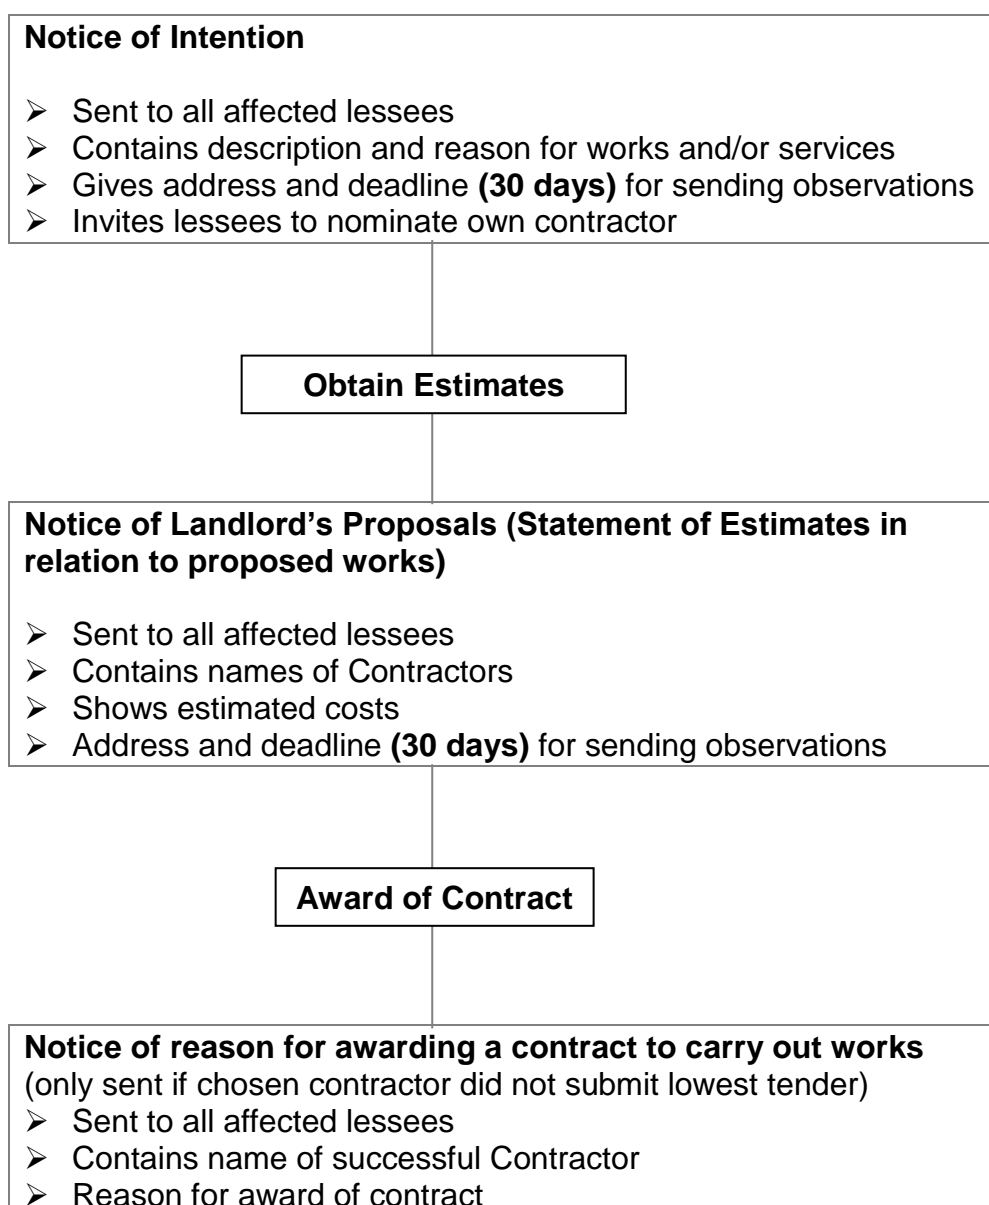 Notice of Intention
➢ Sent to all affected lessees
➢ Contains description and reason for works and/or services
➢ Gives address and deadline (30 days) for sending observations
➢ Invites lessees to nominate own contractor
Obtain Estimates
Notice of Landlord’s Proposals (Statement of Estimates in
relation to proposed works)
➢ Sent to all affected lessees
➢ Contains names of Contractors
➢ Shows estimated costs
➢ Address and deadline (30 days) for sending observations
Award of Contract
Notice of reason for awarding a contract to carry out works
(only sent if chosen contractor did not submit lowest tender)
➢ Sent to all affected lessees
➢ Contains name of successful Contractor
➢ Reason for award of contract